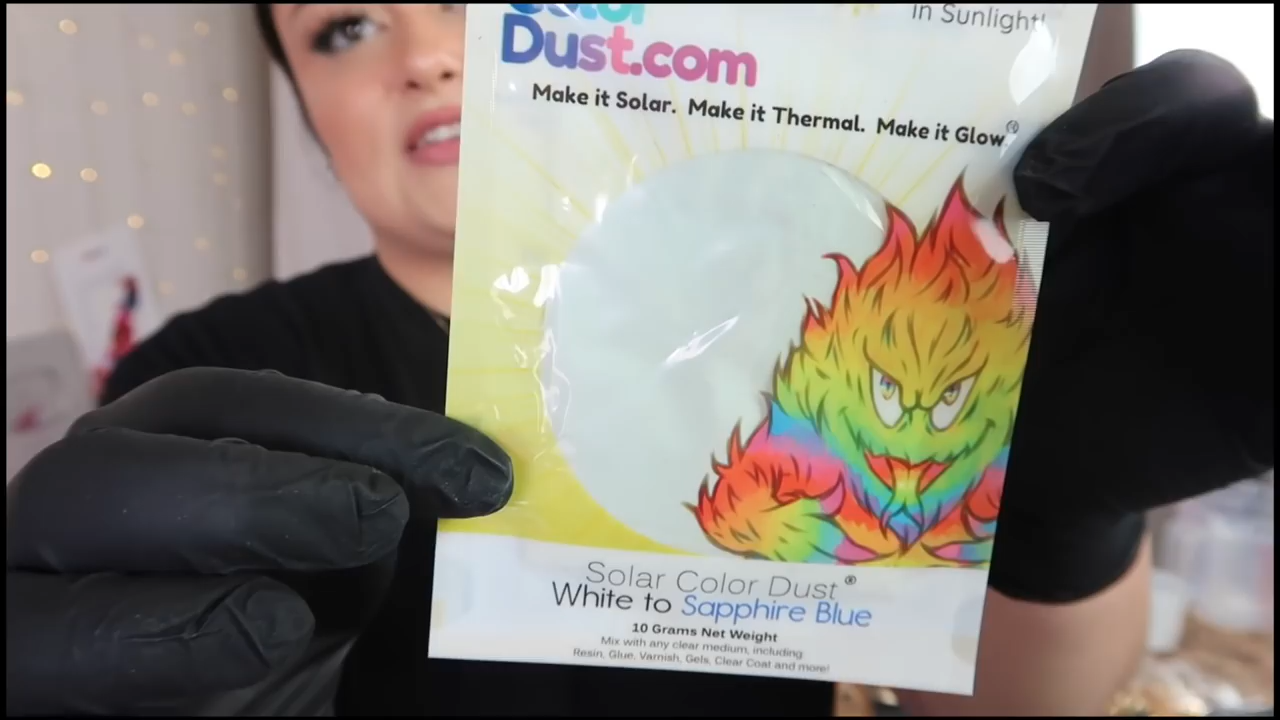 in Sunlight!
Color
Dust.com
Make it Solar. Make it Thermal. Make it Glow®
Solar Color Dust®
White to Sapphire Blue
10 Grams Net Weight
Mix with any clear medium, including
Resin, Glue, Varnish, Gels, Clear Coat and more!